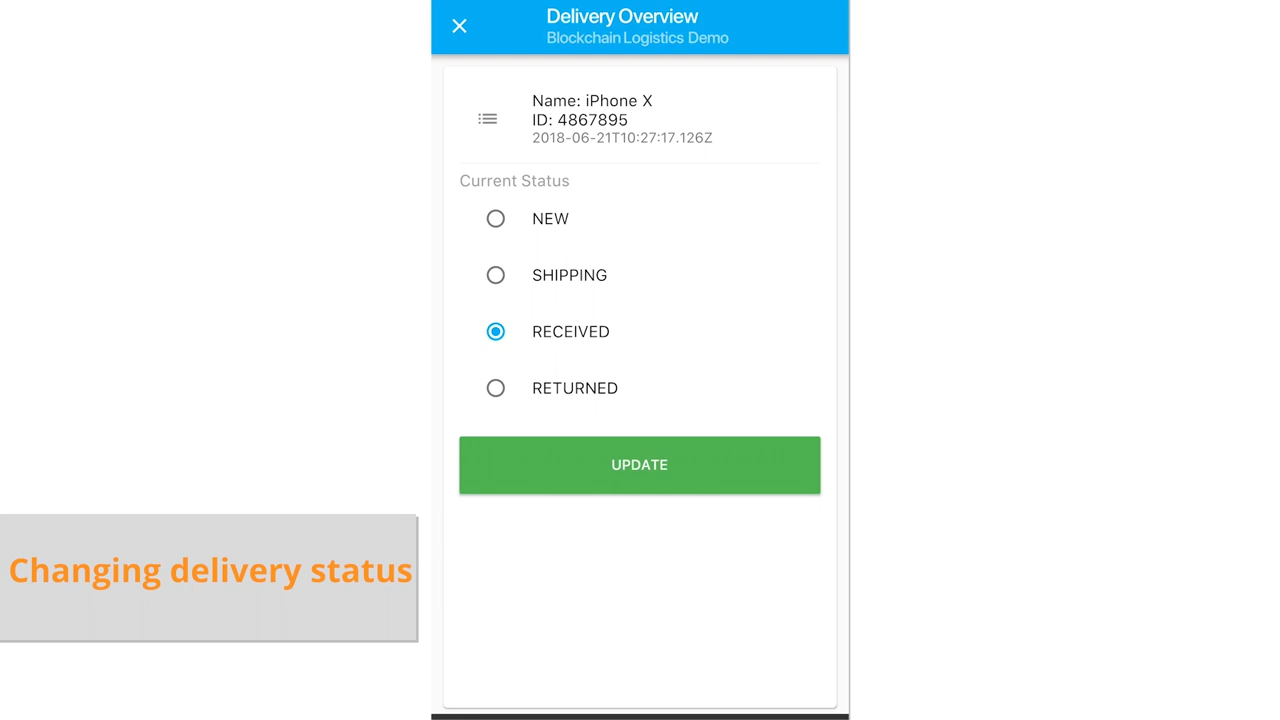 Delivery Overview
Blockchain Logistics Demo
Name: iPhone X
ID: 4867895
2018-06-21T10:27:17.126Z
Current Status
NEW
SHIPPING
RECEIVED
RETURNED
UPDATE
Changing delivery status